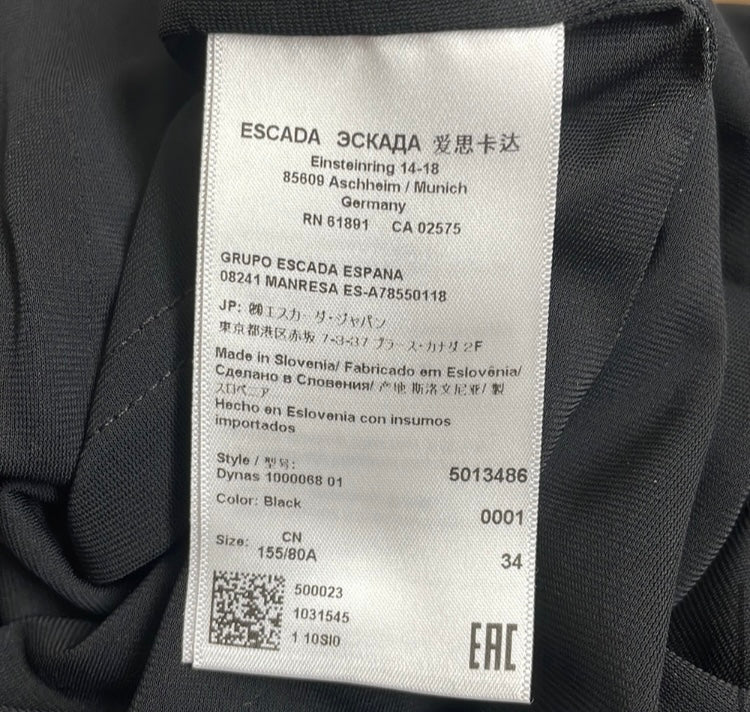 ESCADA ЭСКАДА 爱思卡达
Einsteinring 14-18
85609 Aschheim / Munich
Germany
RN 61891 CA 02575
GRUPO ESCADA ESPANA
08241 MANRESA ES-A78550118
JP: ㈱エスカーダ・ジャパン
東京都港区赤坂 7-3-37 プラース・カナダ 2F
Made in Slovenia/ Fabricado em Eslovênia/
Сделано в Словения/ 产地 斯洛文尼亚/ 製
スロベニア
Hecho en Eslovenia con insumos
importados
Style / 型号:
Dynas 1000068 01 5013486
Color: Black 0001
Size: CN
155/80A 34
500023
1031545
1 10SI0
EAC